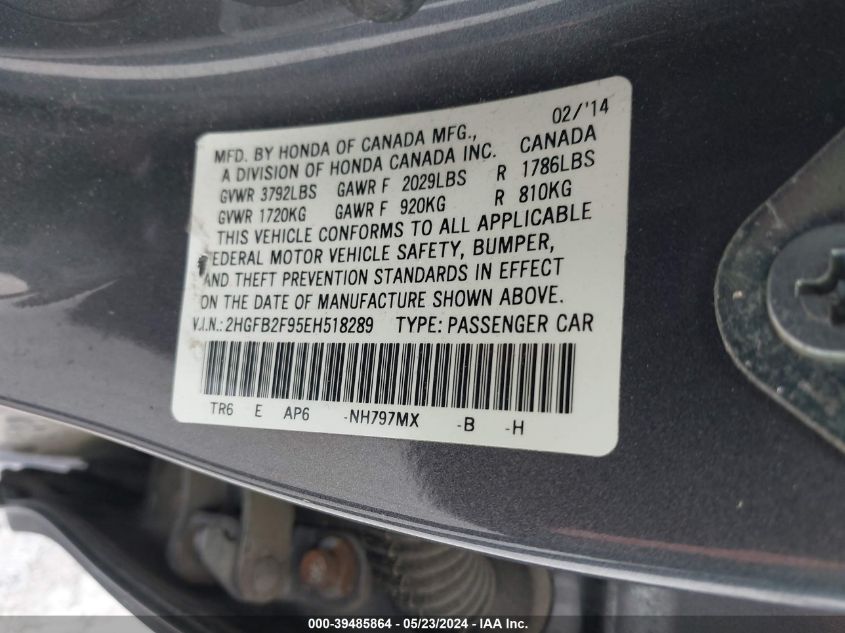 02/'14
MFD. BY HONDA OF CANADA MFG., CANADA
A DIVISION OF HONDA CANADA INC.
GVWR 3792LBS GAWR F 2029LBS R 1786LBS
GVWR 1720KG GAWR F 920KG R 810KG
THIS VEHICLE CONFORMS TO ALL APPLICABLE
FEDERAL MOTOR VEHICLE SAFETY, BUMPER,
AND THEFT PREVENTION STANDARDS IN EFFECT
ON THE DATE OF MANUFACTURE SHOWN ABOVE.
V.I.N.: 2HGFB2F95EH518289 TYPE: PASSENGER CAR
TR6 E AP6 -NH797MX -B -H
000-39485864 / 05/23/2024 - IAA Inc.